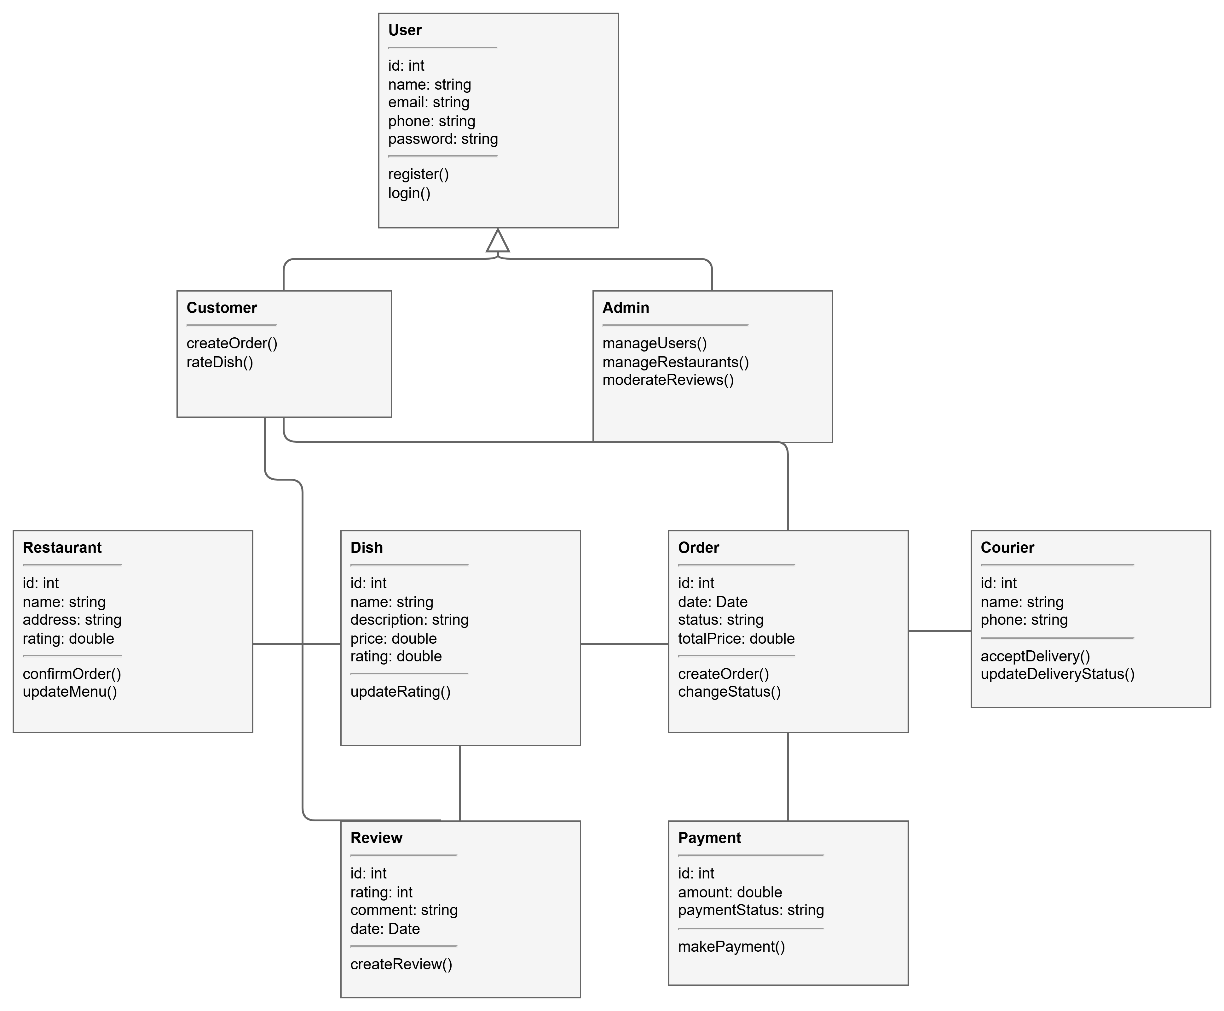 User
id: int
name: string
email: string
phone: string
password: string
register()
login()
Customer
createOrder()
rateDish()
Admin
manageUsers()
manageRestaurants()
moderateReviews()
Restaurant
id: int
name: string
address: string
rating: double
confirmOrder()
updateMenu()
Dish
id: int
name: string
description: string
price: double
rating: double
updateRating()
Order
id: int
date: Date
status: string
totalPrice: double
createOrder()
changeStatus()
Courier
id: int
name: string
phone: string
acceptDelivery()
updateDeliveryStatus()
Review
id: int
rating: int
comment: string
date: Date
createReview()
Payment
id: int
amount: double
paymentStatus: string
makePayment()